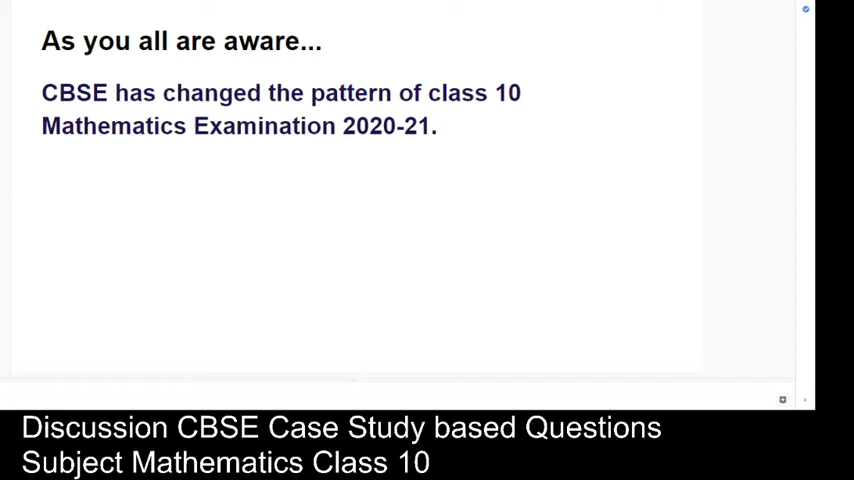 As you all are aware...
CBSE has changed the pattern of class 10
Mathematics Examination 2020-21.
Discussion CBSE Case Study based Questions
Subject Mathematics Class 10